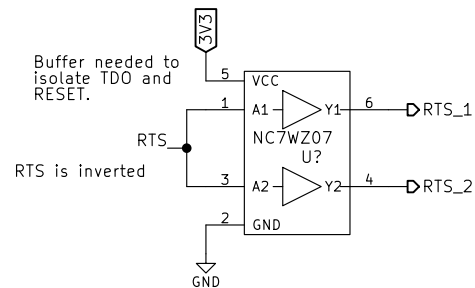 3V3
Buffer needed to
isolate TDO and
RESET.
5 VCC
1 A1 Y1 6 RTS_1
RTS
NC7WZ07
U?
RTS is inverted
3 A2 Y2 4 RTS_2
2 GND
GND